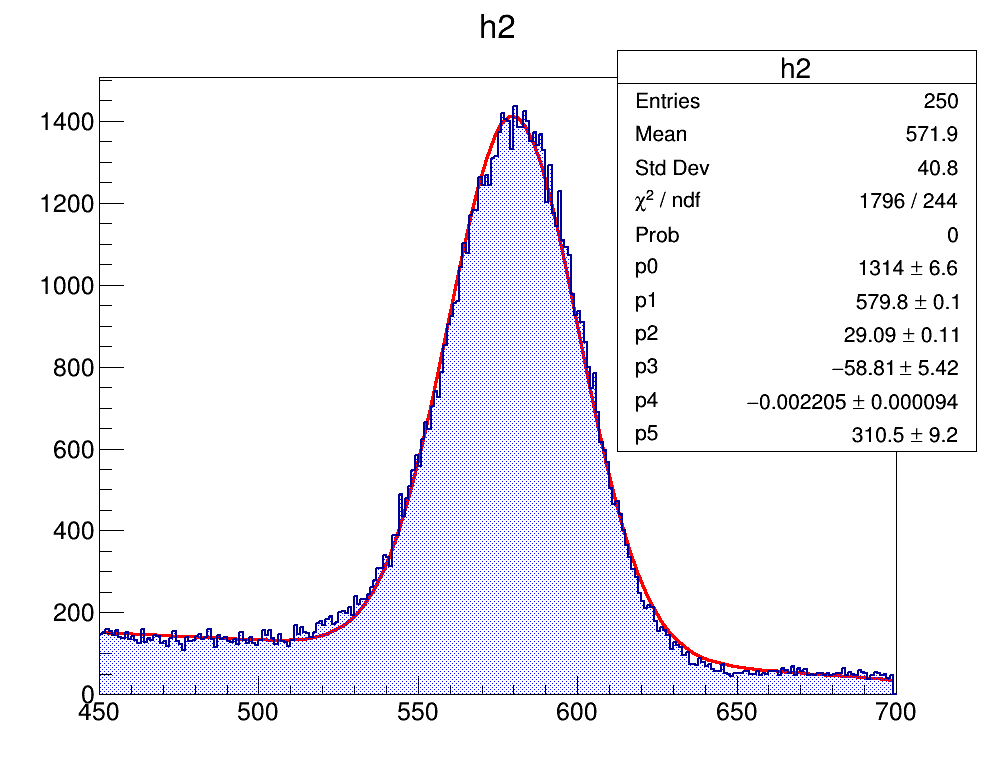 h2
h2
Entries 250
Mean 571.9
Std Dev 40.8
χ² / ndf 1796 / 244
Prob 0
p0 1314 ± 6.6
p1 579.8 ± 0.1
p2 29.09 ± 0.11
p3 −58.81 ± 5.42
p4 −0.002205 ± 0.000094
p5 310.5 ± 9.2
1400
1200
1000
800
600
400
200
0
450 500 550 600 650 700